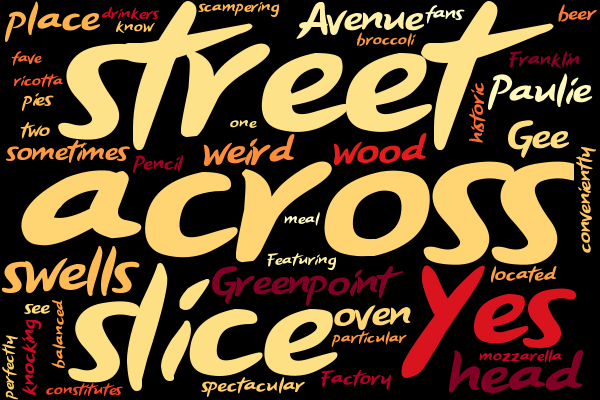 place
drinkers
know
scampering
Avenue
fans
broccoli
beer
street
fave
ricotta
pies
two
sometimes
Franklin
Paulie
historic
Gee
one
Pencil
weird
wood
conveniently
across
meal
swells
Featuring
Greenpoint
located
Yes
see
knocking
balanced
perfectly
slice
oven
particular
mozzarella
head
constitutes
spectacular
Factory